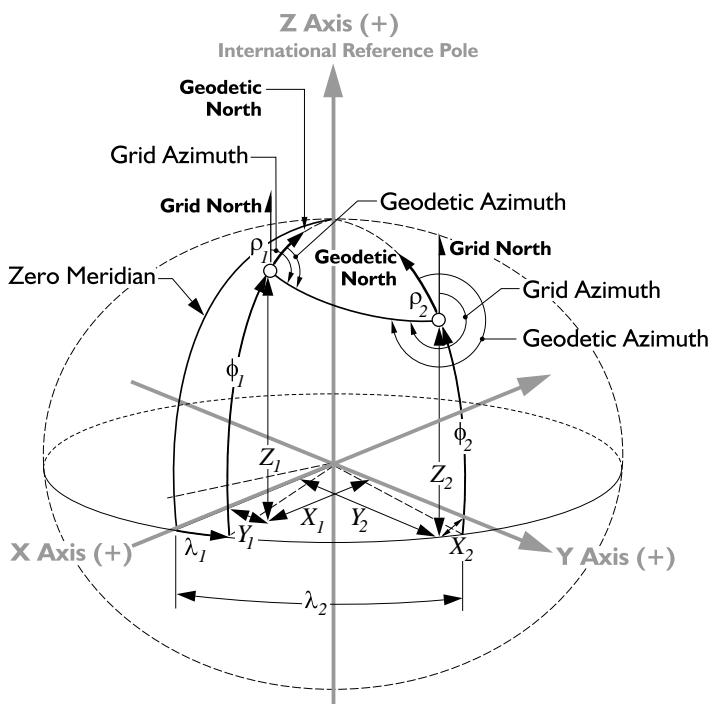 Z Axis (+)
International Reference Pole
Geodetic
North
Grid Azimuth
Grid North
Geodetic Azimuth
ρ1
Geodetic
North
Grid North
Zero Meridian
ρ2
Grid Azimuth
Geodetic Azimuth
ϕ1
ϕ2
Z1
Z2
X1
Y2
Y1
X2
X Axis (+)
λ1
Y Axis (+)
λ2